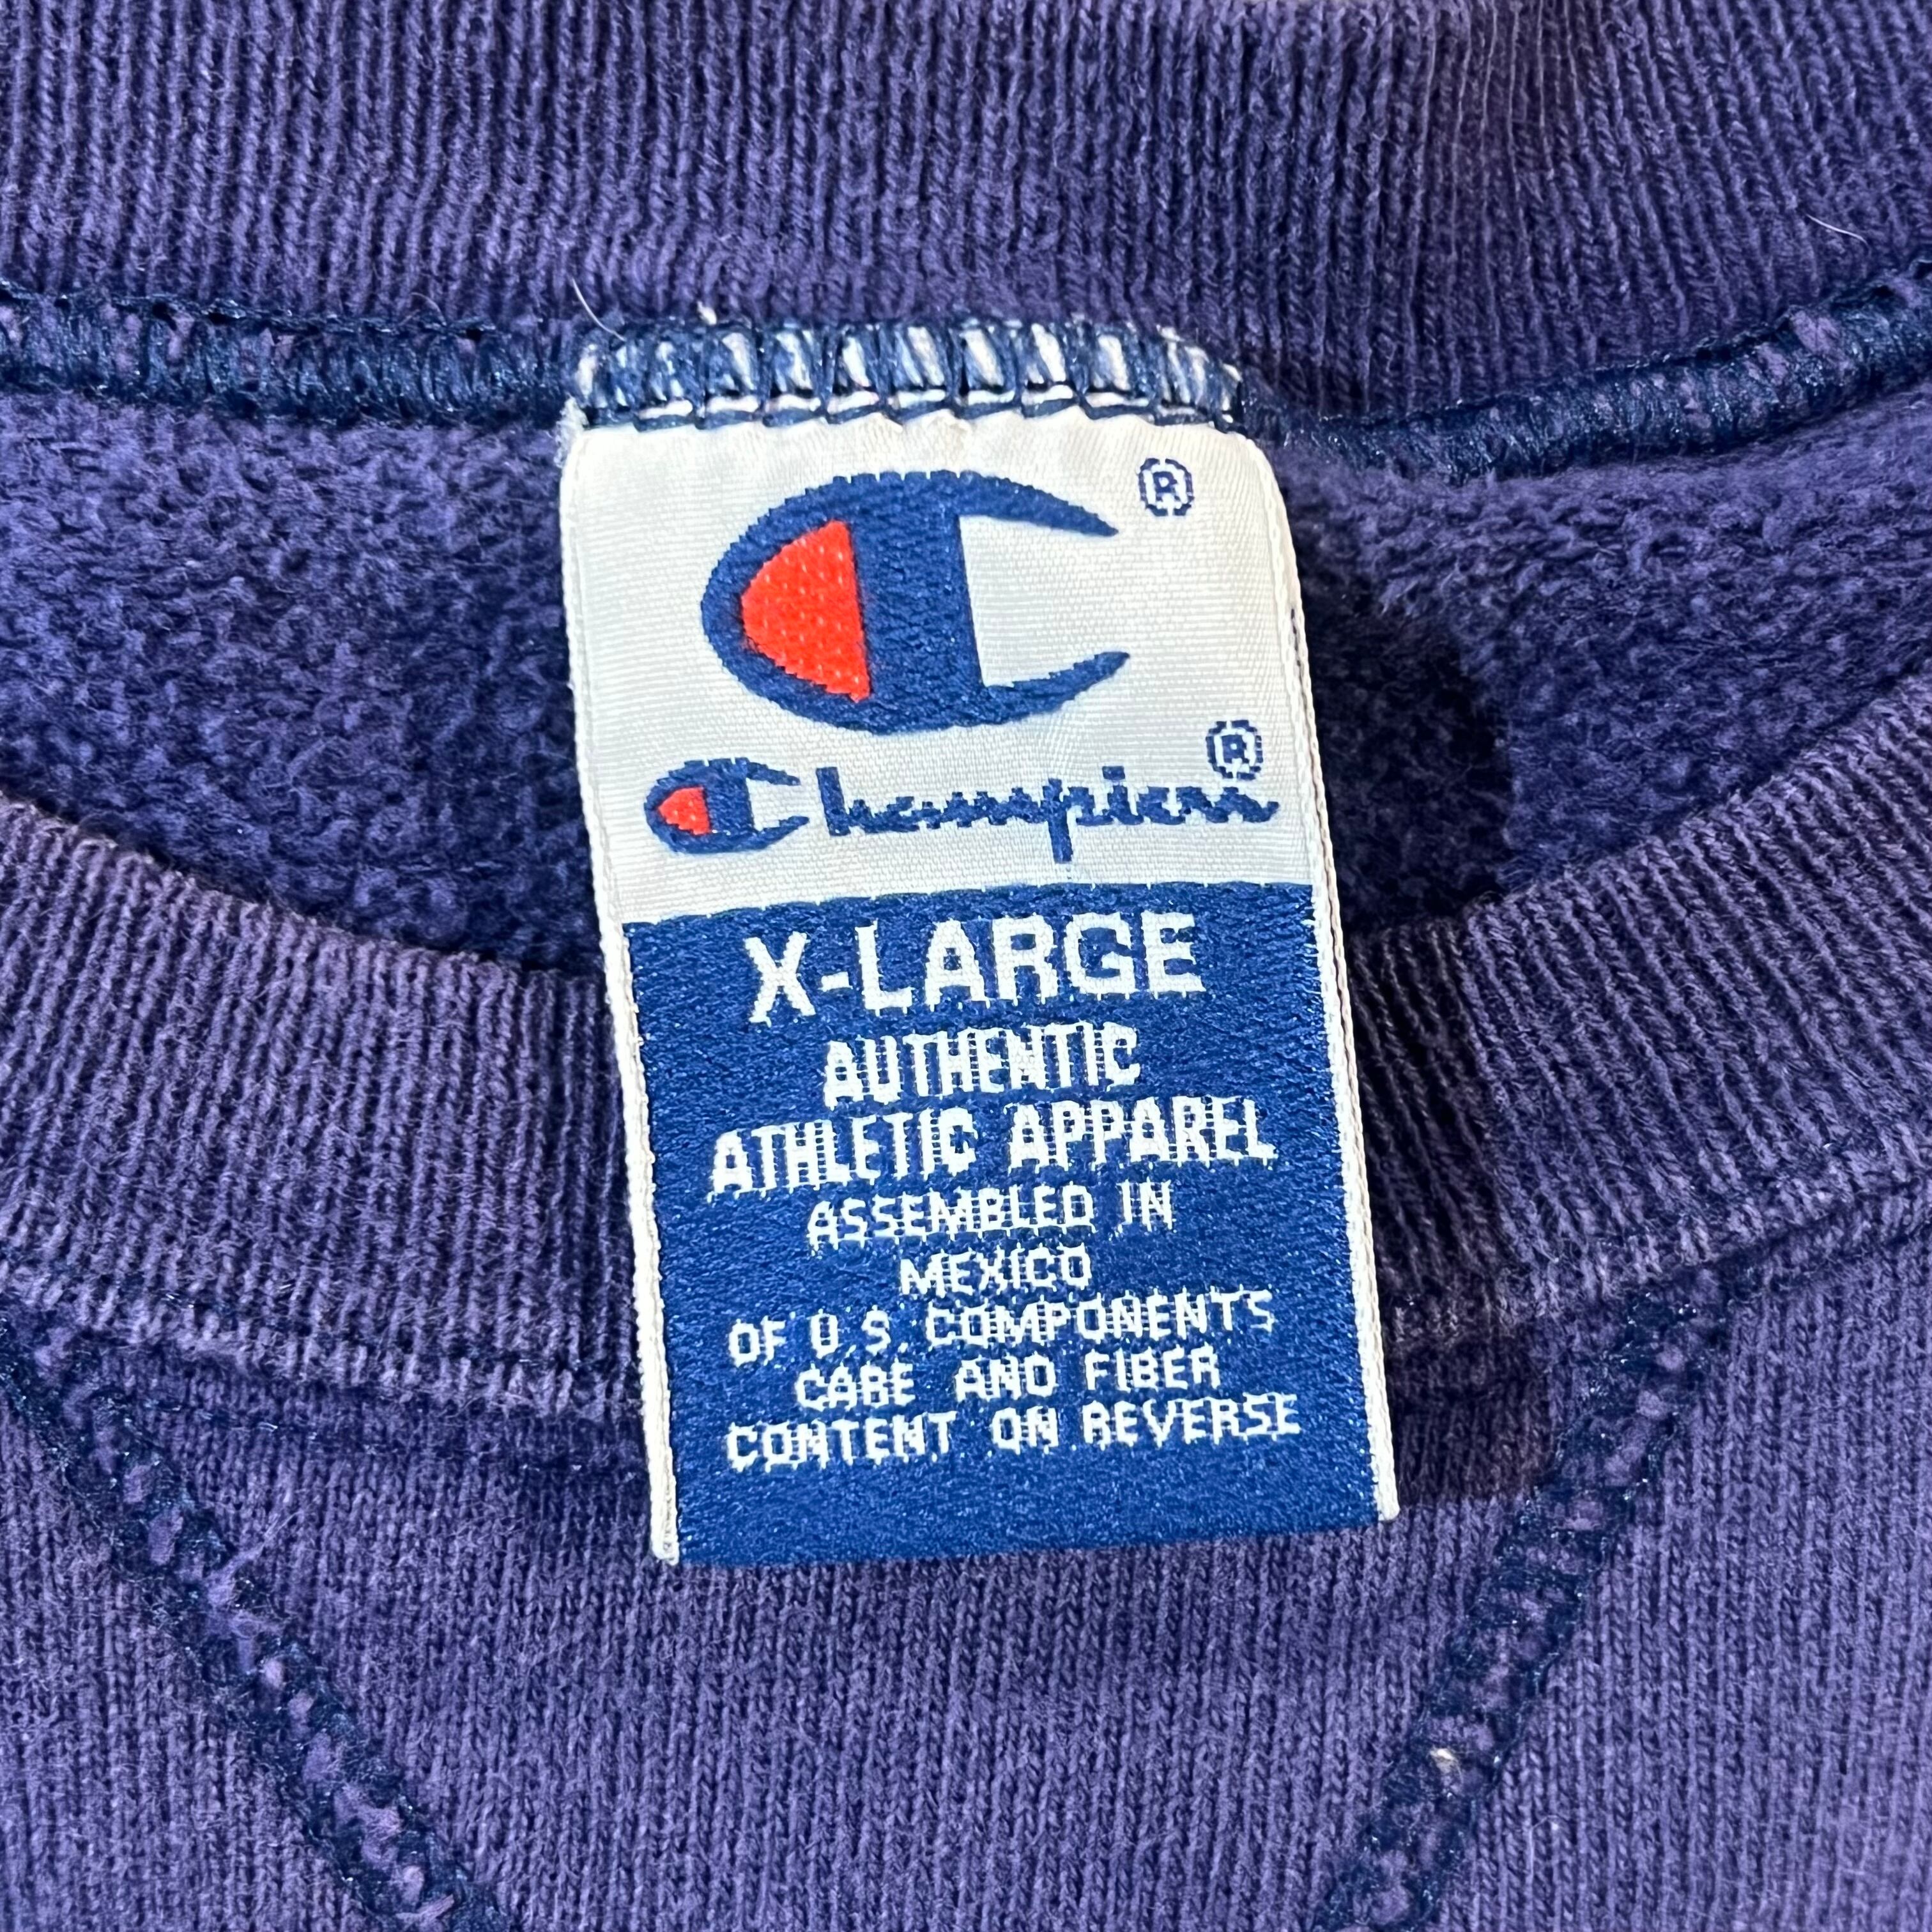 ®
Champion®
X-LARGE
AUTHENTIC
ATHLETIC APPAREL
ASSEMBLED IN
MEXICO
OF U.S. COMPONENTS
CARE AND FIBER
CONTENT ON REVERSE